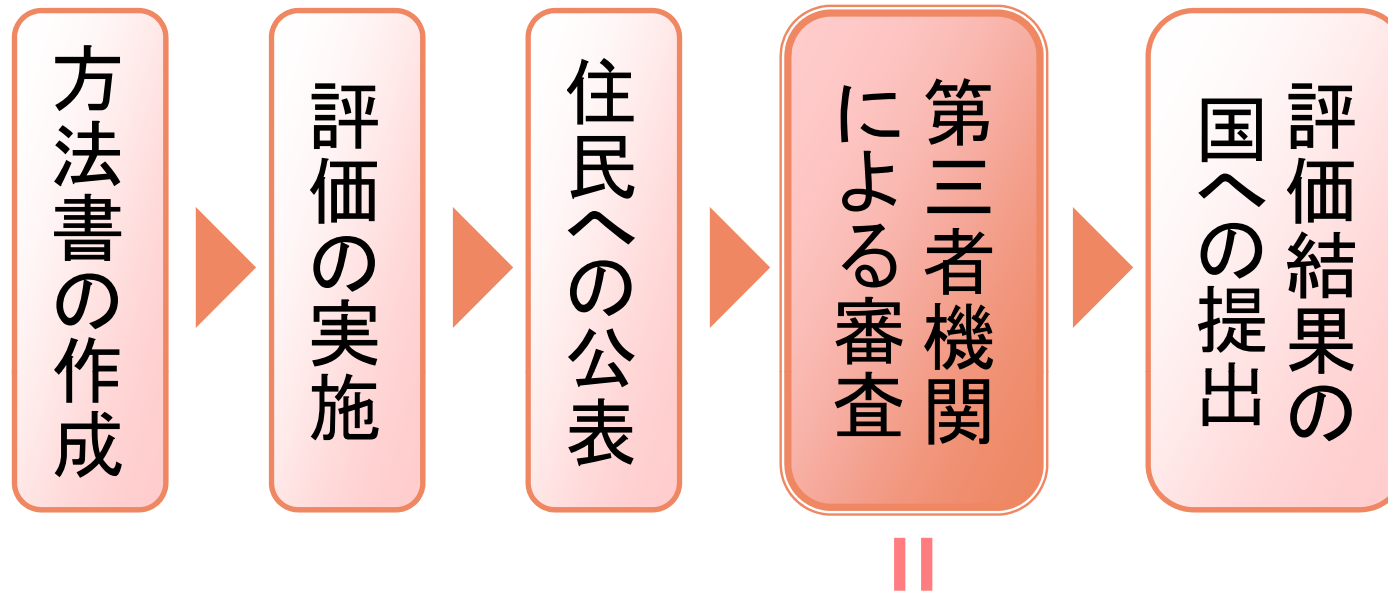 方法書の作成
評価の実施
住民への公表
第三者機関
による審査
評価結果の
国への提出